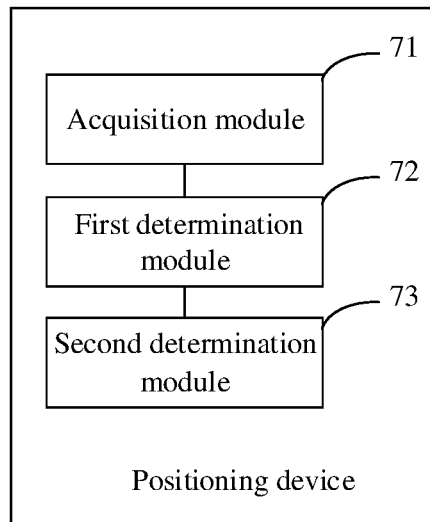 71
Acquisition module
72
First determination
module
73
Second determination
module
Positioning device